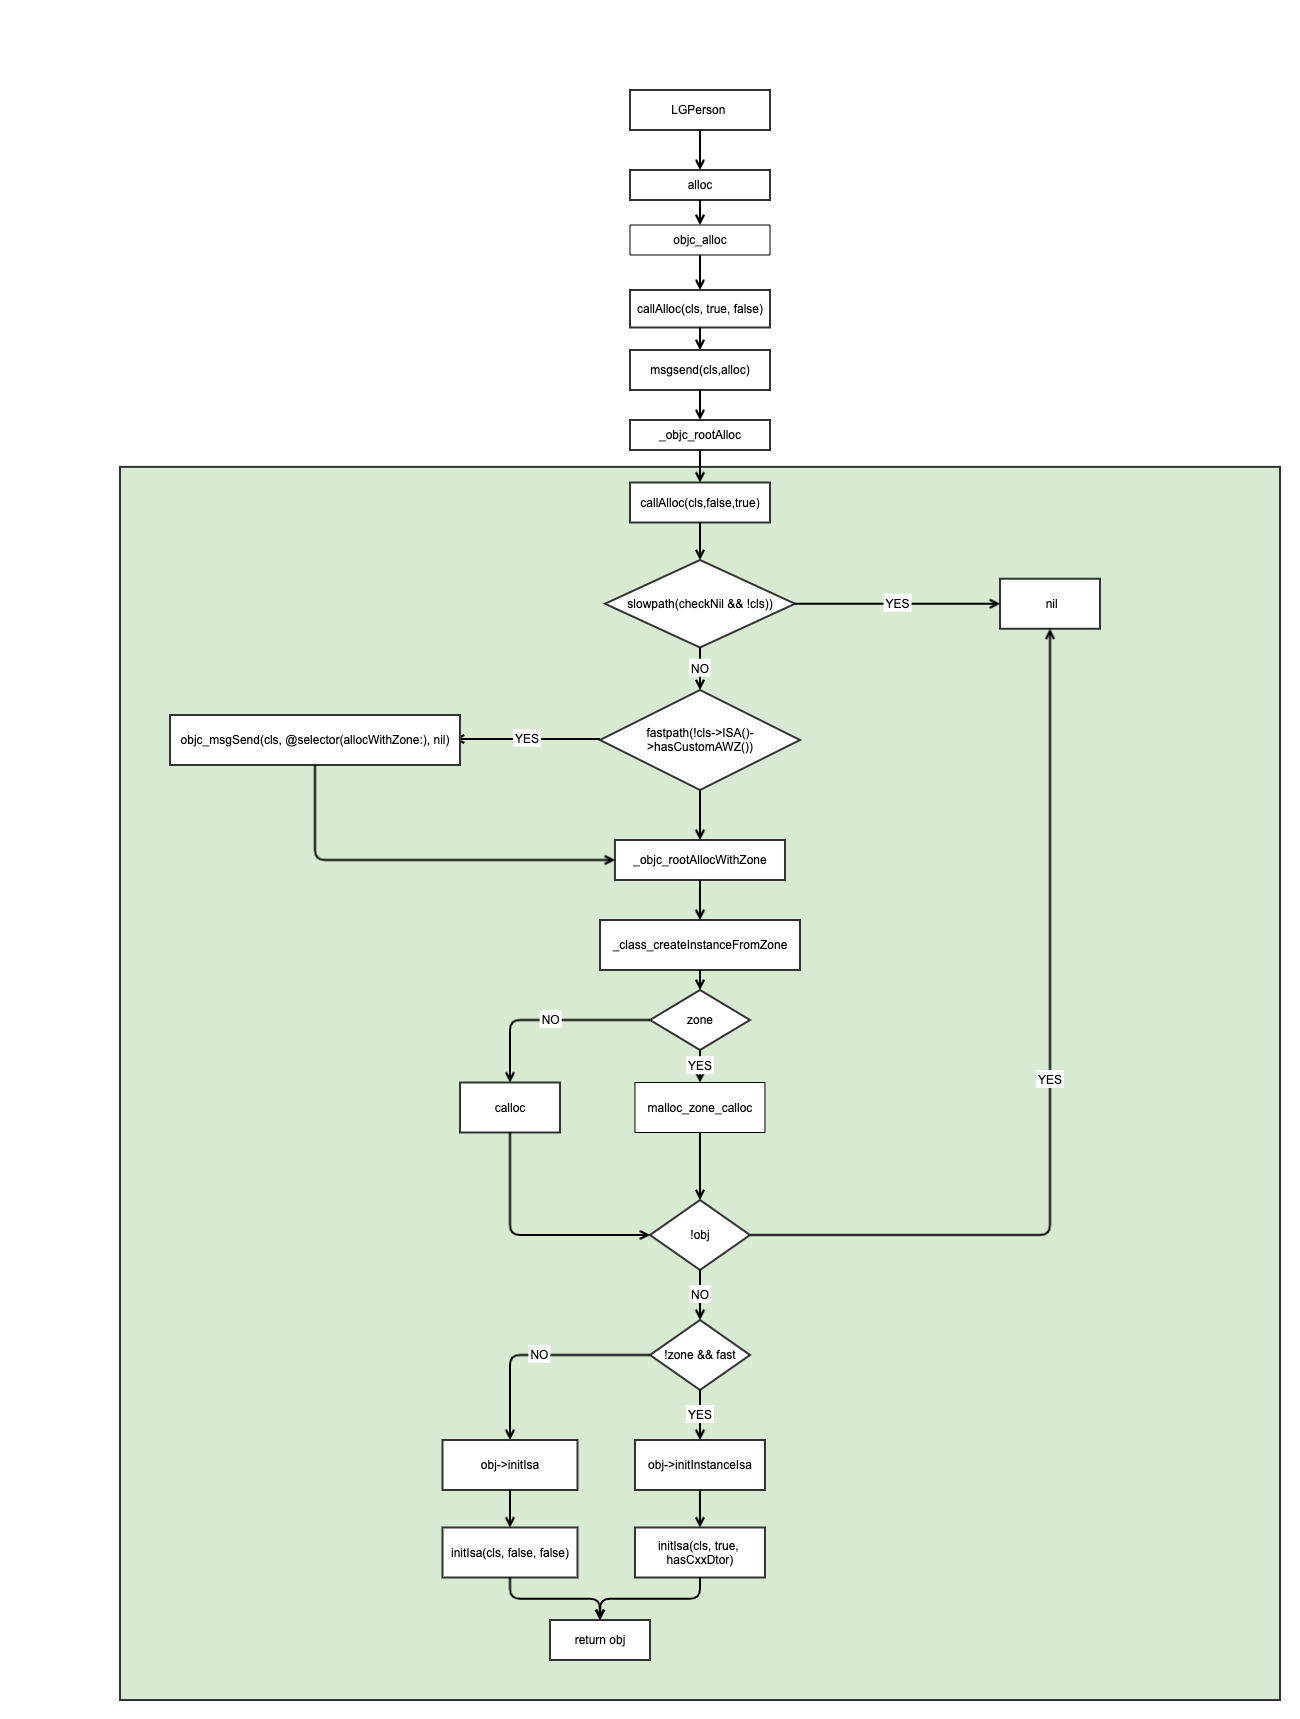 LGPerson
alloc
objc_alloc
callAlloc(cls, true, false)
msgsend(cls,alloc)
_objc_rootAlloc
callAlloc(cls,false,true)
slowpath(checkNil && !cls))
YES
nil
NO
objc_msgSend(cls, @selector(allocWithZone:), nil)
YES
fastpath(!cls->ISA()-
>hasCustomAWZ())
_objc_rootAllocWithZone
_class_createInstanceFromZone
NO
zone
YES
YES
calloc
malloc_zone_calloc
!obj
NO
NO
!zone && fast
YES
obj->initIsa
obj->initInstanceIsa
initIsa(cls, false, false)
initIsa(cls, true,
hasCxxDtor)
return obj